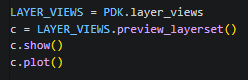 LAYER_VIEWS = PDK.layer_views
c = LAYER_VIEWS.preview_layerset()
c.show()
c.plot()